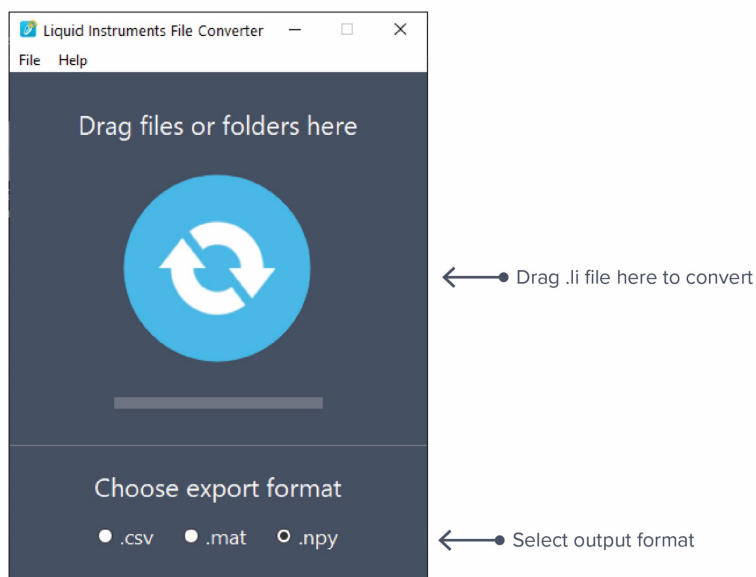 Liquid Instruments File Converter
File Help
Drag files or folders here
Drag .li file here to convert
Choose export format
.csv .mat .npy
Select output format